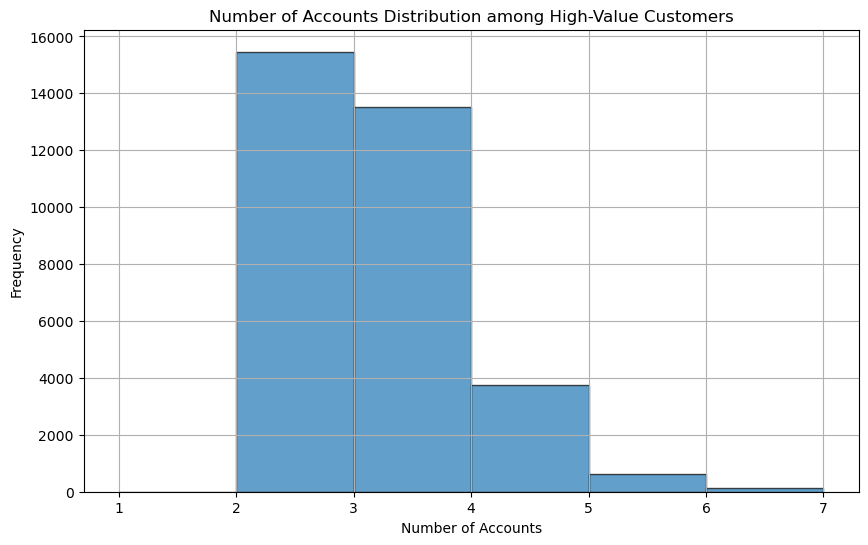 Number of Accounts Distribution among High-Value Customers
16000
14000
12000
10000
8000
6000
4000
2000
0
Frequency
1 2 3 4 5 6 7
Number of Accounts